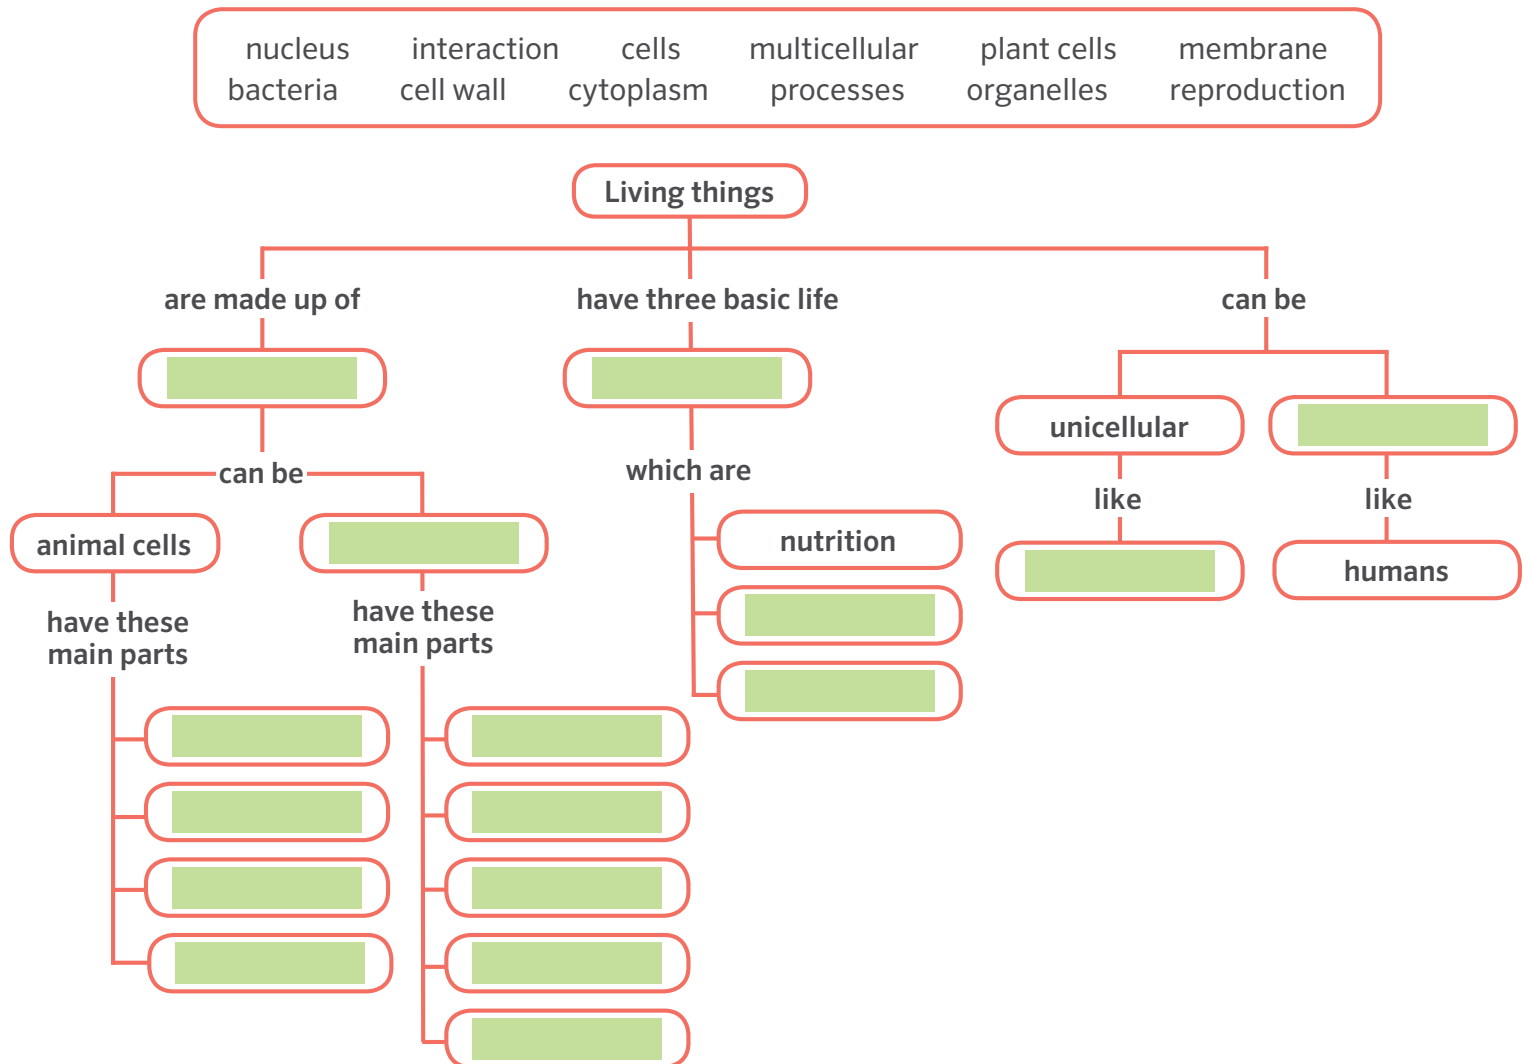 nucleus interaction cells multicellular plant cells membrane
bacteria cell wall cytoplasm processes organelles reproduction
Living things
are made up of
have three basic life
can be
can be
which are
unicellular
like
like
animal cells
nutrition
humans
have these
main parts
have these
main parts